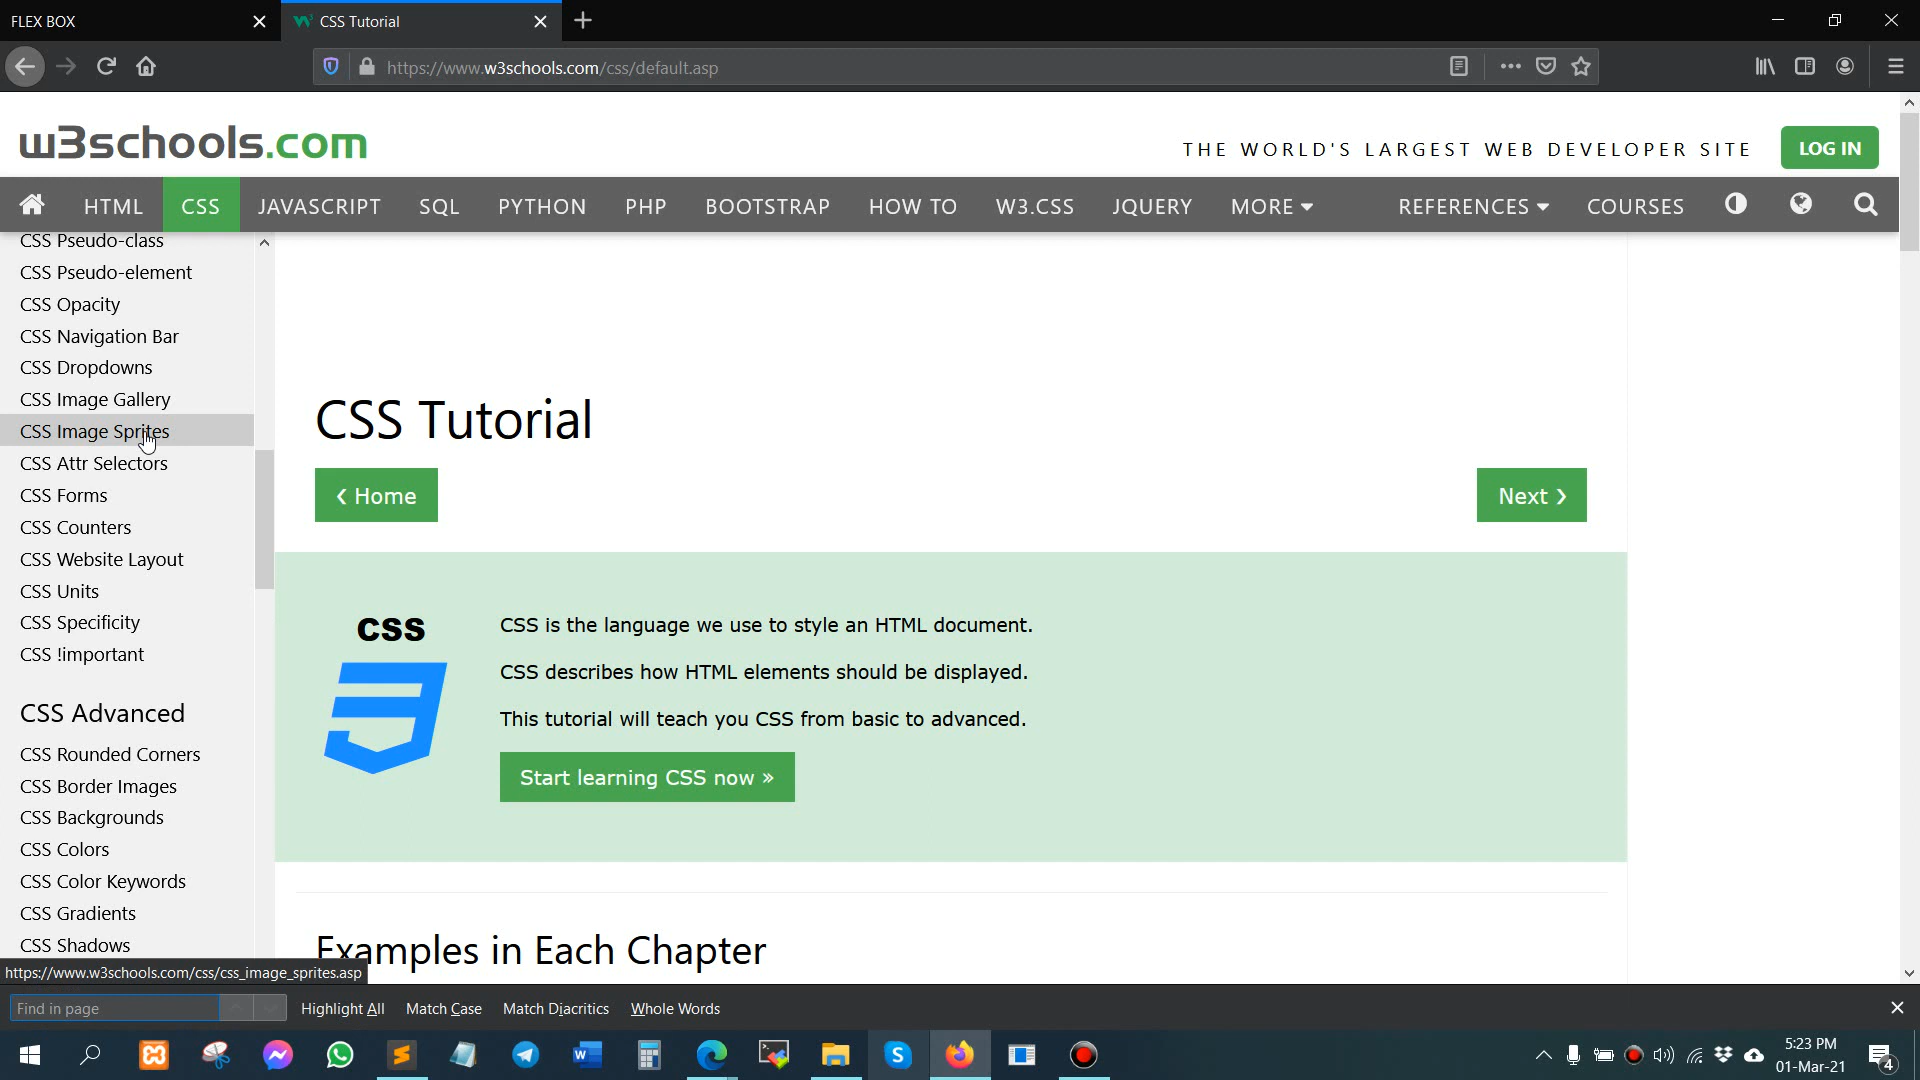 FLEX BOX
CSS Tutorial
https://www.w3schools.com/css/default.asp
w3schools.com
THE WORLD'S LARGEST WEB DEVELOPER SITE
LOG IN
HTML CSS JAVASCRIPT SQL PYTHON PHP BOOTSTRAP HOW TO W3.CSS JQUERY MORE REFERENCES COURSES
CSS Pseudo-class
CSS Pseudo-element
CSS Opacity
CSS Navigation Bar
CSS Dropdowns
CSS Image Gallery
CSS Image Sprites
CSS Attr Selectors
CSS Forms
CSS Counters
CSS Website Layout
CSS Units
CSS Specificity
CSS !important
CSS Advanced
CSS Rounded Corners
CSS Border Images
CSS Backgrounds
CSS Colors
CSS Color Keywords
CSS Gradients
CSS Shadows
CSS Tutorial
❮ Home
Next ❯
CSS
CSS is the language we use to style an HTML document.
CSS describes how HTML elements should be displayed.
This tutorial will teach you CSS from basic to advanced.
Start learning CSS now »
Examples in Each Chapter
https://www.w3schools.com/css/css_image_sprites.asp
Find in page
Highlight All
Match Case
Match Diacritics
Whole Words
5:23 PM
01-Mar-21
4